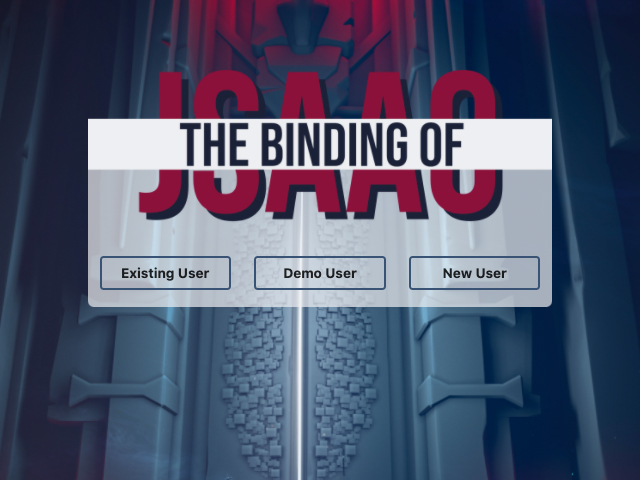 THE BINDING OF
JSAAC
Existing User
Demo User
New User